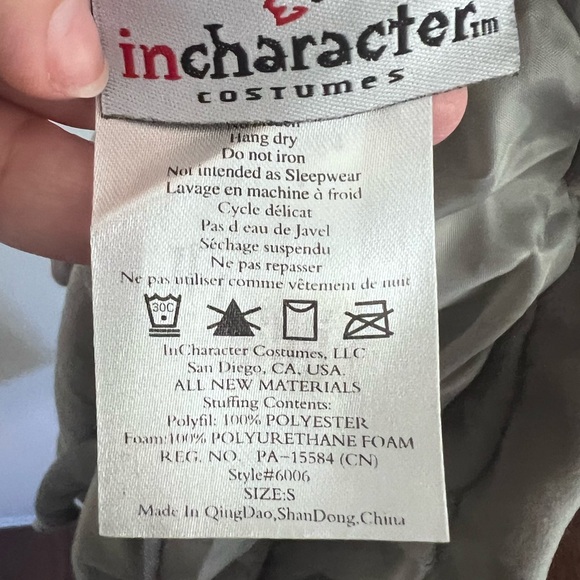 incharacter™
COSTUMES
Hang dry
Do not iron
Not intended as Sleepwear
Lavage en machine à froid
Cycle délicat
Pas d eau de Javel
Séchage suspendu
Ne pas repasser
Ne pas utiliser comme vêtement de nuit
30C
InCharacter Costumes, LLC
San Diego, CA, USA.
ALL NEW MATERIALS
Stuffing Contents:
Polyfil: 100% POLYESTER
Foam:100% POLYURETHANE FOAM
REG. NO. PA-15584 (CN)
Style#6006
SIZE:S
Made In QingDao,ShanDong,China